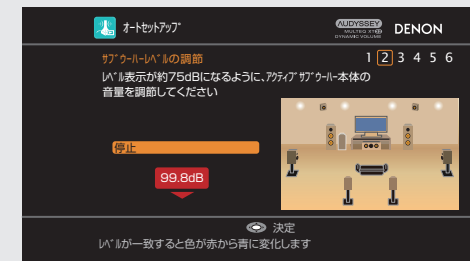 オートセットアップ
AUDYSSEY
MULTEQ XT32
DYNAMIC VOLUME
DENON
サブウーハーレベルの調節
1 2 3 4 5 6
レベル表示が約75dBになるように、アクティブサブウーハー本体の
音量を調節してください
停止
99.8dB
決定
レベルが一致すると色が赤から青に変化します